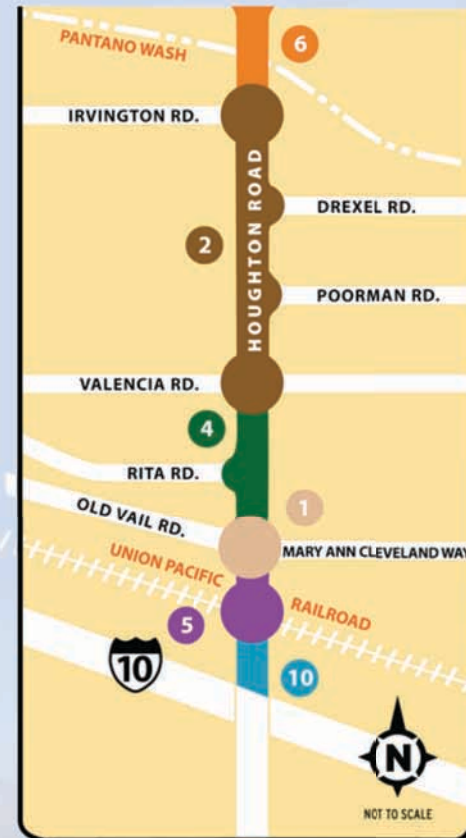 PANTANO WASH
6
IRVINGTON RD.
HOUGHTON ROAD
DREXEL RD.
2
POORMAN RD.
VALENCIA RD.
4
RITA RD.
1
OLD VAIL RD.
MARY ANN CLEVELAND WAY
UNION PACIFIC
RAILROAD
5
10
10
N
NOT TO SCALE